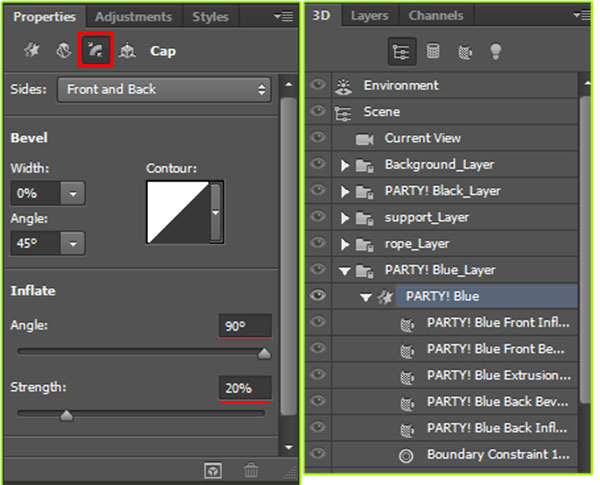 Properties Adjustments Styles
Cap
Sides: Front and Back
Bevel
Width: Contour:
0%
Angle:
45°
Inflate
Angle: 90°
Strength: 20%
3D Layers Channels
Environment
Scene
Current View
Background_Layer
PARTY! Black_Layer
support_Layer
rope_Layer
PARTY! Blue_Layer
PARTY! Blue
PARTY! Blue Front Infl...
PARTY! Blue Front Be...
PARTY! Blue Extrusion...
PARTY! Blue Back Bev...
PARTY! Blue Back Infl...
Boundary Constraint 1...